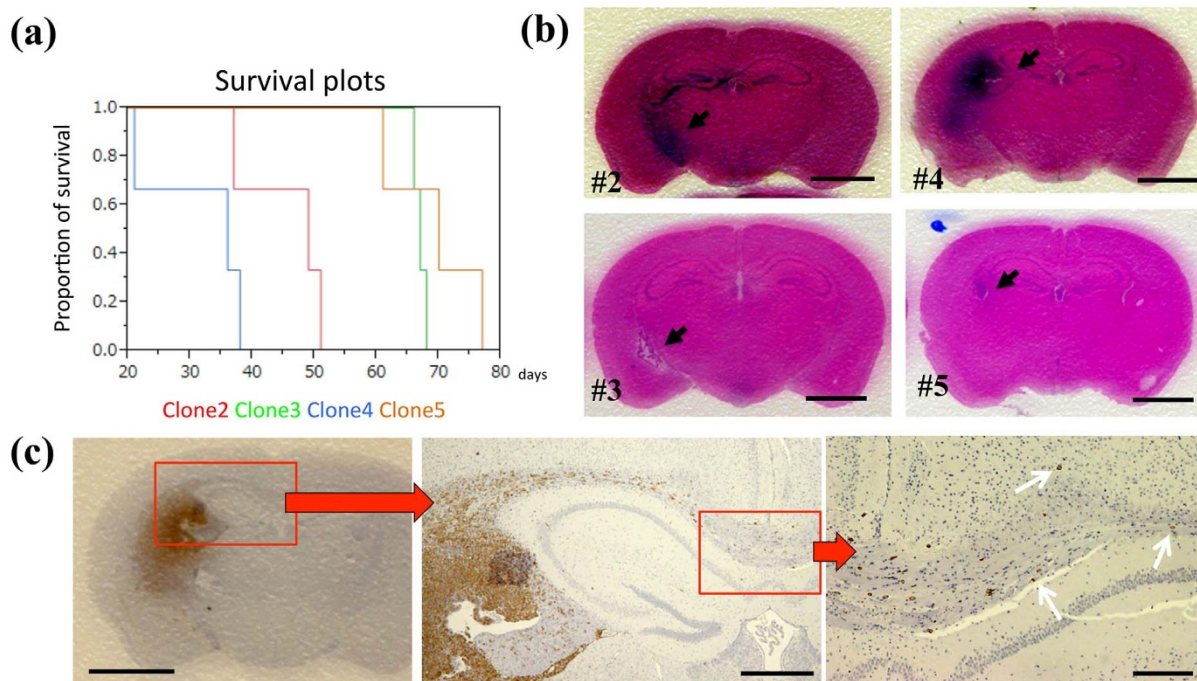 (a)
Survival plots
Proportion of survival
1.0
0.8
0.6
0.4
0.2
0.0
20 30 40 50 60 70 80 days
Clone2 Clone3 Clone4 Clone5
(b)
#2
#4
#3
#5
(c)